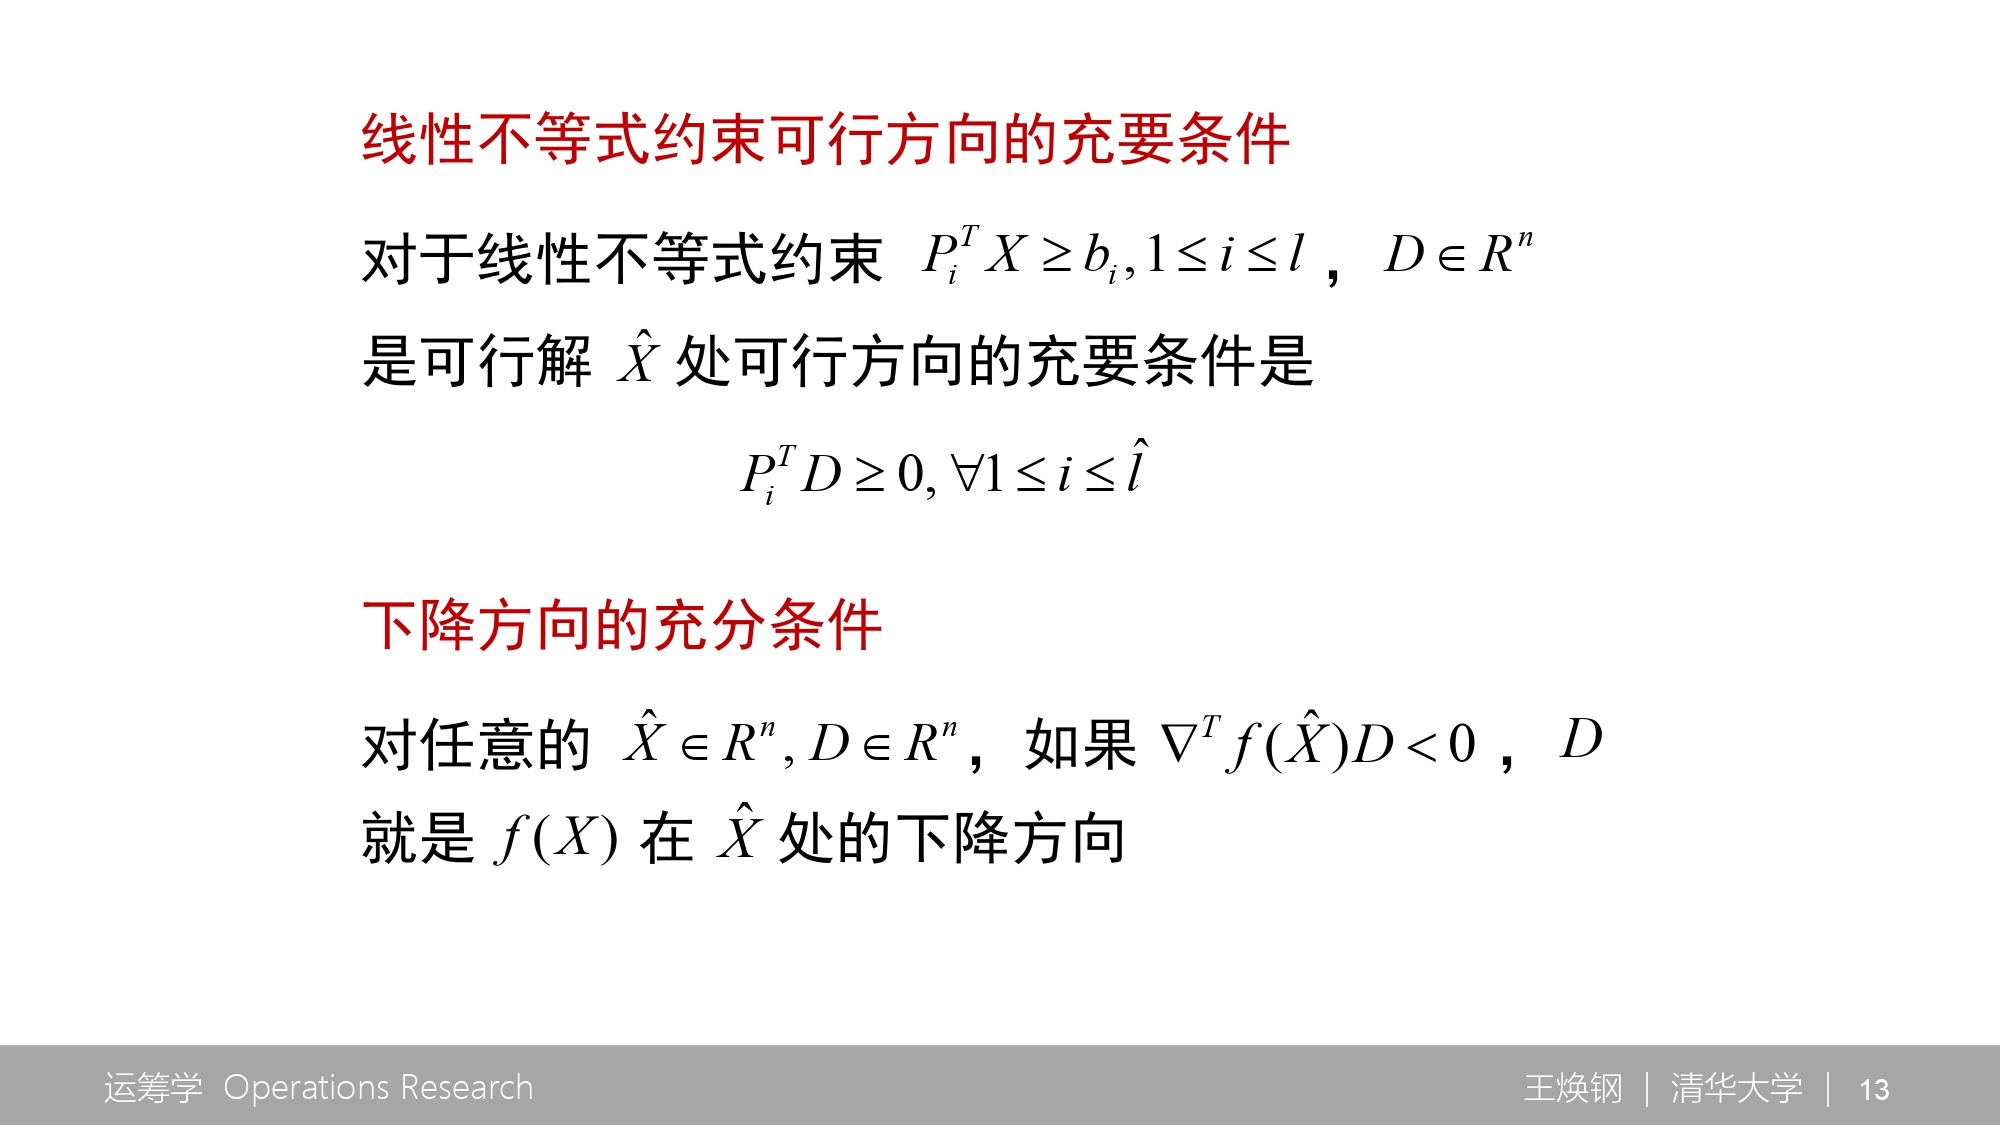 线性不等式约束可行方向的充要条件
对于线性不等式约束 $P_i^T X \geq b_i, 1 \leq i \leq l$ ，$D \in R^n$
是可行解 $\hat{X}$ 处可行方向的充要条件是
$P_i^T D \geq 0, \forall 1 \leq i \leq \hat{l}$
下降方向的充分条件
对任意的 $\hat{X} \in R^n, D \in R^n$，如果 $\nabla^T f(\hat{X}) D < 0$，$D$
就是 $f(X)$ 在 $\hat{X}$ 处的下降方向
运筹学 Operations Research 王焕钢 | 清华大学 | 13